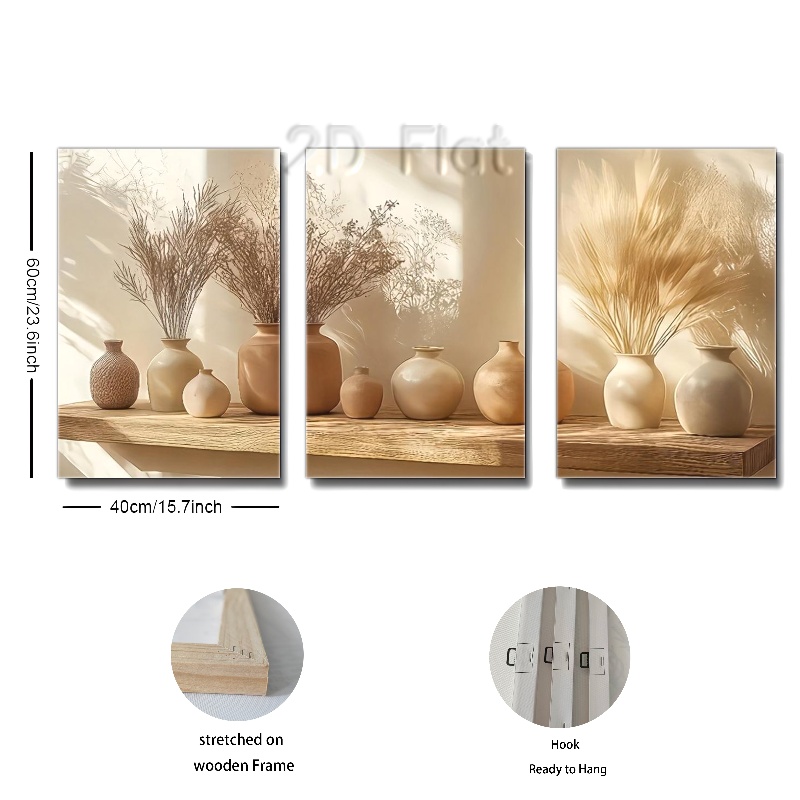 2D Flat
60cm/23.6inch
40cm/15.7inch
stretched on
wooden Frame
Hook
Ready to Hang